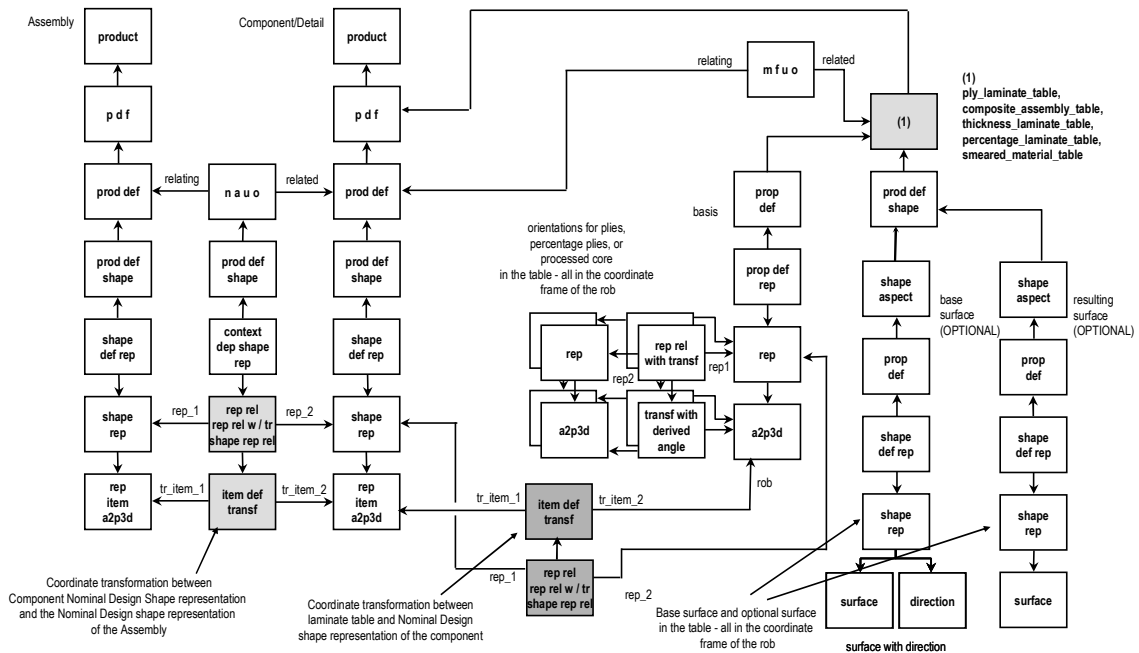 Assembly
product
Component/Detail
product
relating
m f u o
related
(1)
ply_laminate_table,
composite_assembly_table,
thickness_laminate_table,
percentage_laminate_table,
smeared_material_table
p d f
p d f
(1)
prod def
relating
n a u o
related
prod def
basis
prop
def
prod def
shape
orientations for plies,
percentage plies, or
processed core
in the table - all in the coordinate
frame of the rob
prod def
shape
prod def
shape
prod def
shape
prop def
rep
shape
aspect
base
surface
(OPTIONAL)
shape
aspect
resulting
surface
(OPTIONAL)
shape
def rep
context
dep shape
rep
shape
def rep
rep
rep2
rep rel
with transf
rep1
rep
prop
def
prop
def
shape
rep
rep_1
rep rel
rep rel w / tr
shape rep rel
rep_2
shape
rep
a2p3d
transf with
derived
angle
a2p3d
shape
def rep
shape
def rep
rep
item
a2p3d
tr_item_1
item def
transf
tr_item_2
rep
item
a2p3d
tr_item_1
item def
transf
tr_item_2
rob
shape
rep
shape
rep
rep_1
rep rel
rep rel w / tr
shape rep rel
rep_2
Coordinate transformation between
Component Nominal Design Shape representation
and the Nominal Design shape representation
of the Assembly
Coordinate transformation between
laminate table and Nominal Design
shape representation of the component
Base surface and optional surface
in the table - all in the coordinate
frame of the rob
surface
direction
surface
surface with direction